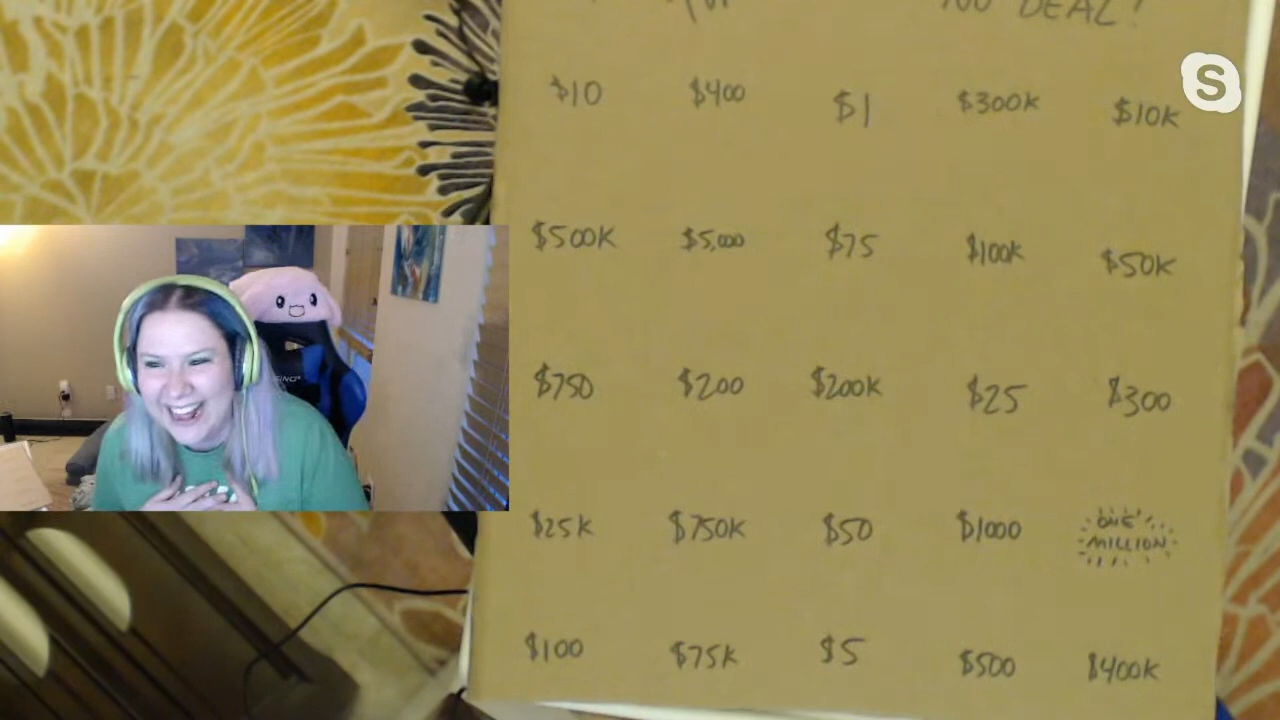 DEAL!
$10 $400 $1 $300K $10K
$500K $5,000 $75 $100K $50K
$750 $200 $200K $25 $300
$25K $750K $50 $1000 ONE MILLION
$100 $75K $5 $500 $400K
S